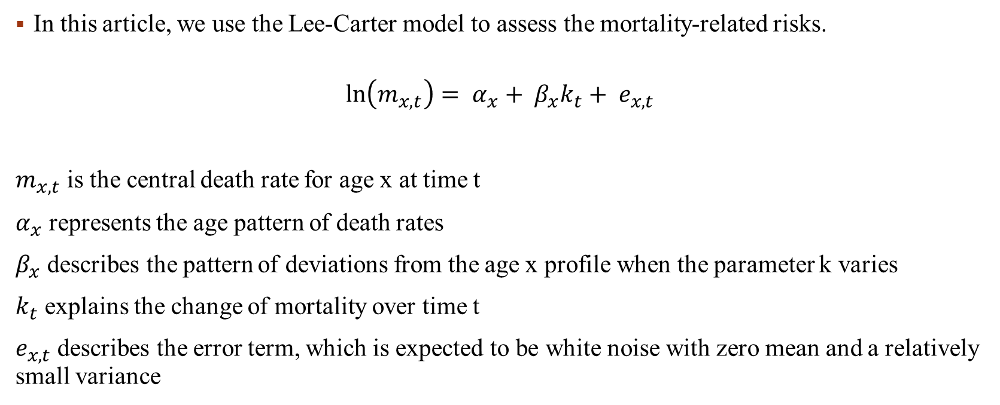 ▪ In this article, we use the Lee-Carter model to assess the mortality-related risks.
ln(m_{x,t}) = α_x + β_x k_t + e_{x,t}
m_{x,t} is the central death rate for age x at time t
α_x represents the age pattern of death rates
β_x describes the pattern of deviations from the age x profile when the parameter k varies
k_t explains the change of mortality over time t
e_{x,t} describes the error term, which is expected to be white noise with zero mean and a relatively
small variance